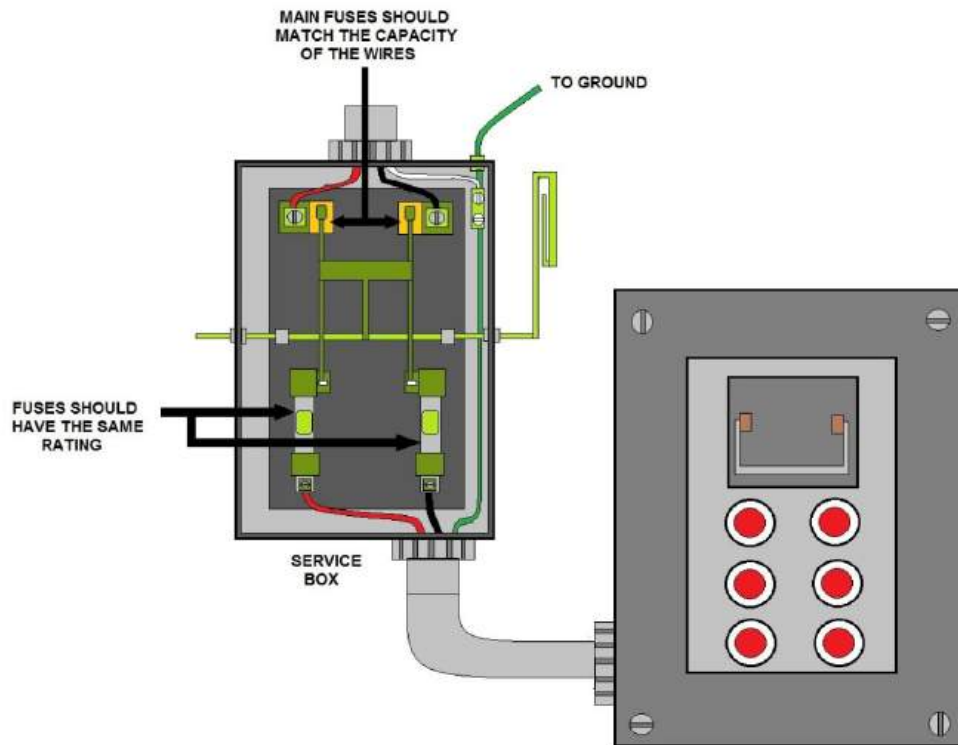 MAIN FUSES SHOULD
MATCH THE CAPACITY
OF THE WIRES
TO GROUND
FUSES SHOULD
HAVE THE SAME
RATING
SERVICE
BOX